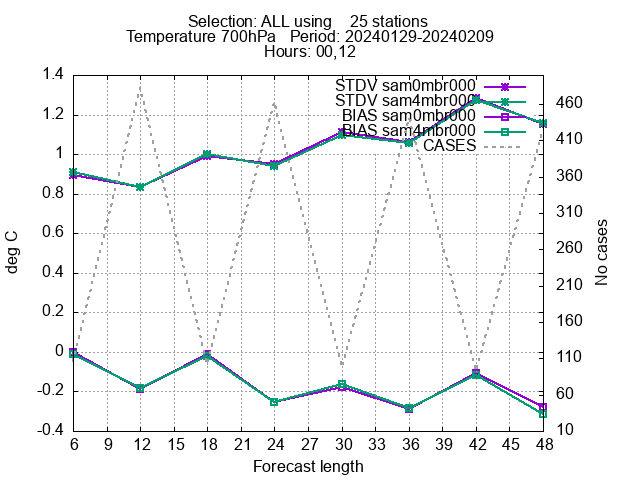 Selection: ALL using 25 stations
Temperature 700hPa Period: 20240129-20240209
Hours: 00,12
STDV sam0mbr000
STDV sam4mbr000
BIAS sam0mbr000
BIAS sam4mbr000
CASES
deg C
1.4
1.2
1
0.8
0.6
0.4
0.2
0
-0.2
-0.4
No cases
460
410
360
310
260
210
160
110
60
10
6 9 12 15 18 21 24 27 30 33 36 39 42 45 48
Forecast length